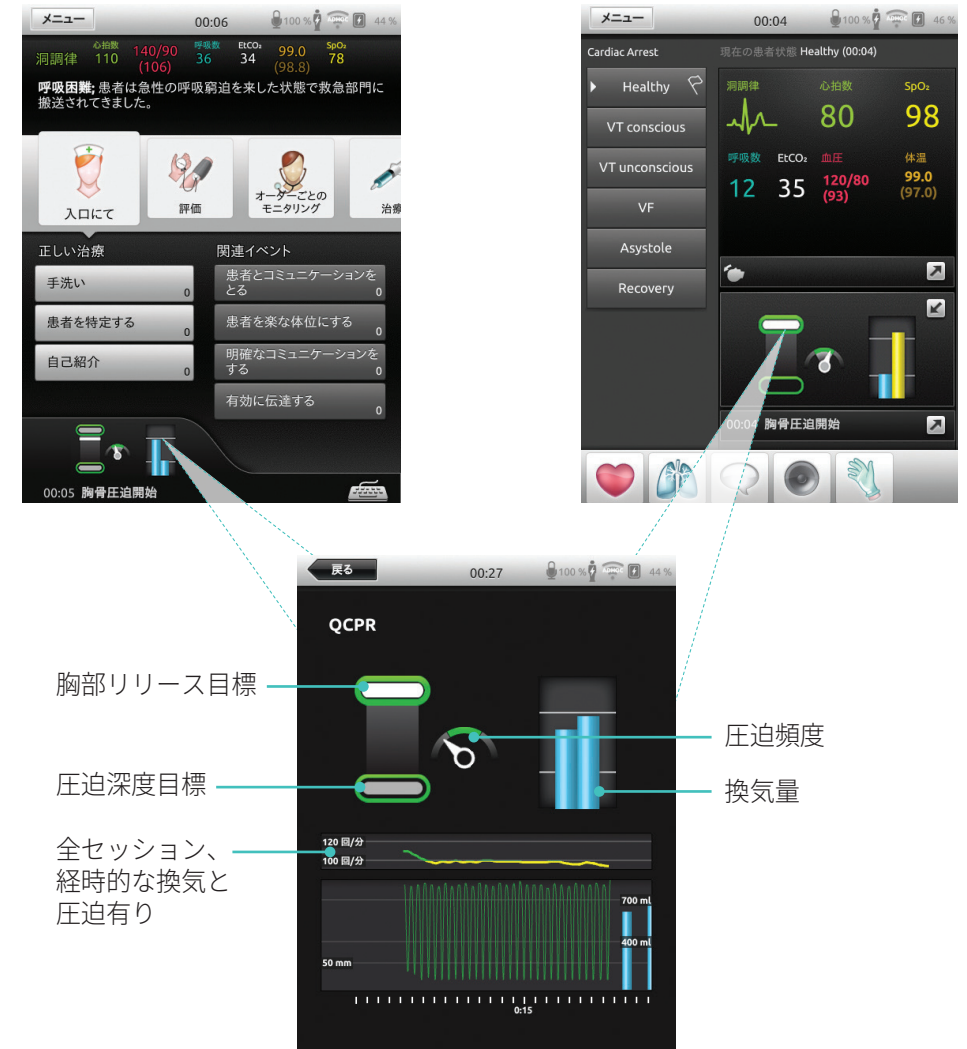 メニュー
00:06
100 %
44 %
洞調律
心拍数
110
140/90
(106)
呼吸数
36
EtCO₂
34
99.0
(98.8)
SpO₂
78
呼吸困難; 患者は急性の呼吸窮迫を来した状態で救急部門に
搬送されてきました。
入口にて
評価
オーダーごとの
モニタリング
正しい治療
関連イベント
手洗い
0
患者を特定する
0
自己紹介
0
患者とコミュニケーションを
とる
0
患者を楽な体位にする
0
明確なコミュニケーションを
する
0
有効に伝達する
0
00:05 胸骨圧迫開始
メニュー
00:04
100 %
46 %
Cardiac Arrest
現在の患者状態 Healthy (00:04)
Healthy
VT conscious
VT unconscious
VF
Asystole
Recovery
洞調律
心拍数
80
SpO₂
98
呼吸数
12
EtCO₂
35
血圧
120/80
(93)
体温
99.0
(97.0)
00:04 胸骨圧迫開始
戻る
00:27
100 %
44 %
QCPR
胸部リリース目標
圧迫深度目標
全セッション、
経時的な換気と
圧迫有り
圧迫頻度
換気量
120 回/分
100 回/分
700 ml
400 ml
50 mm
0:15